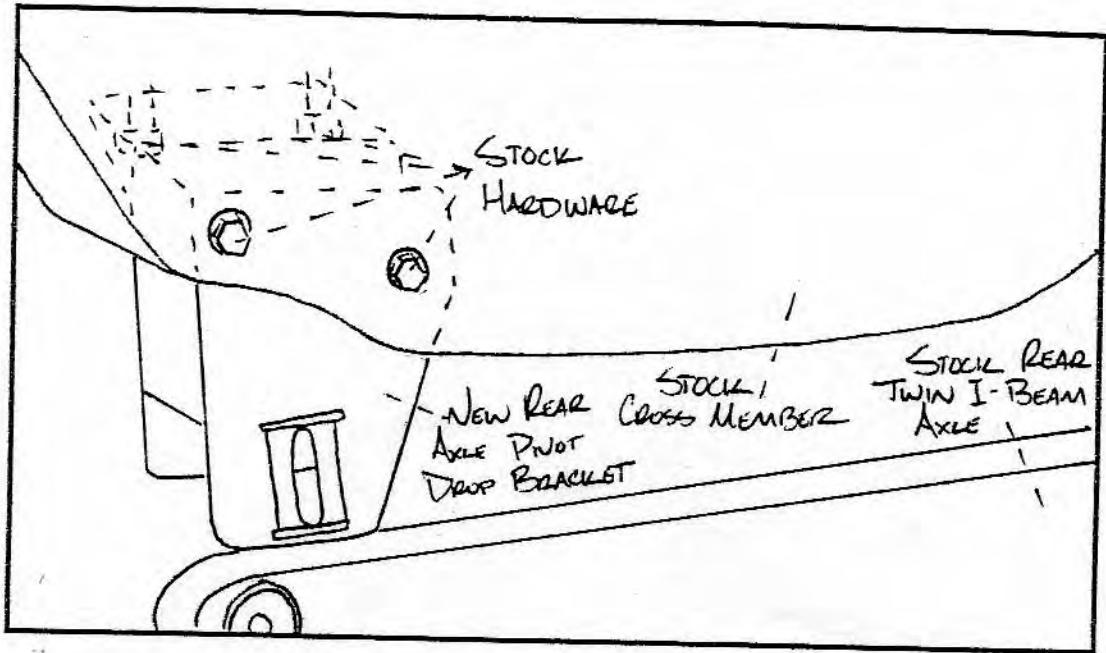 STOCK
HARDWARE
NEW REAR
AXLE PIVOT
DROP BRACKET
STOCK
CROSS MEMBER
STOCK REAR
TWIN I-BEAM
AXLE